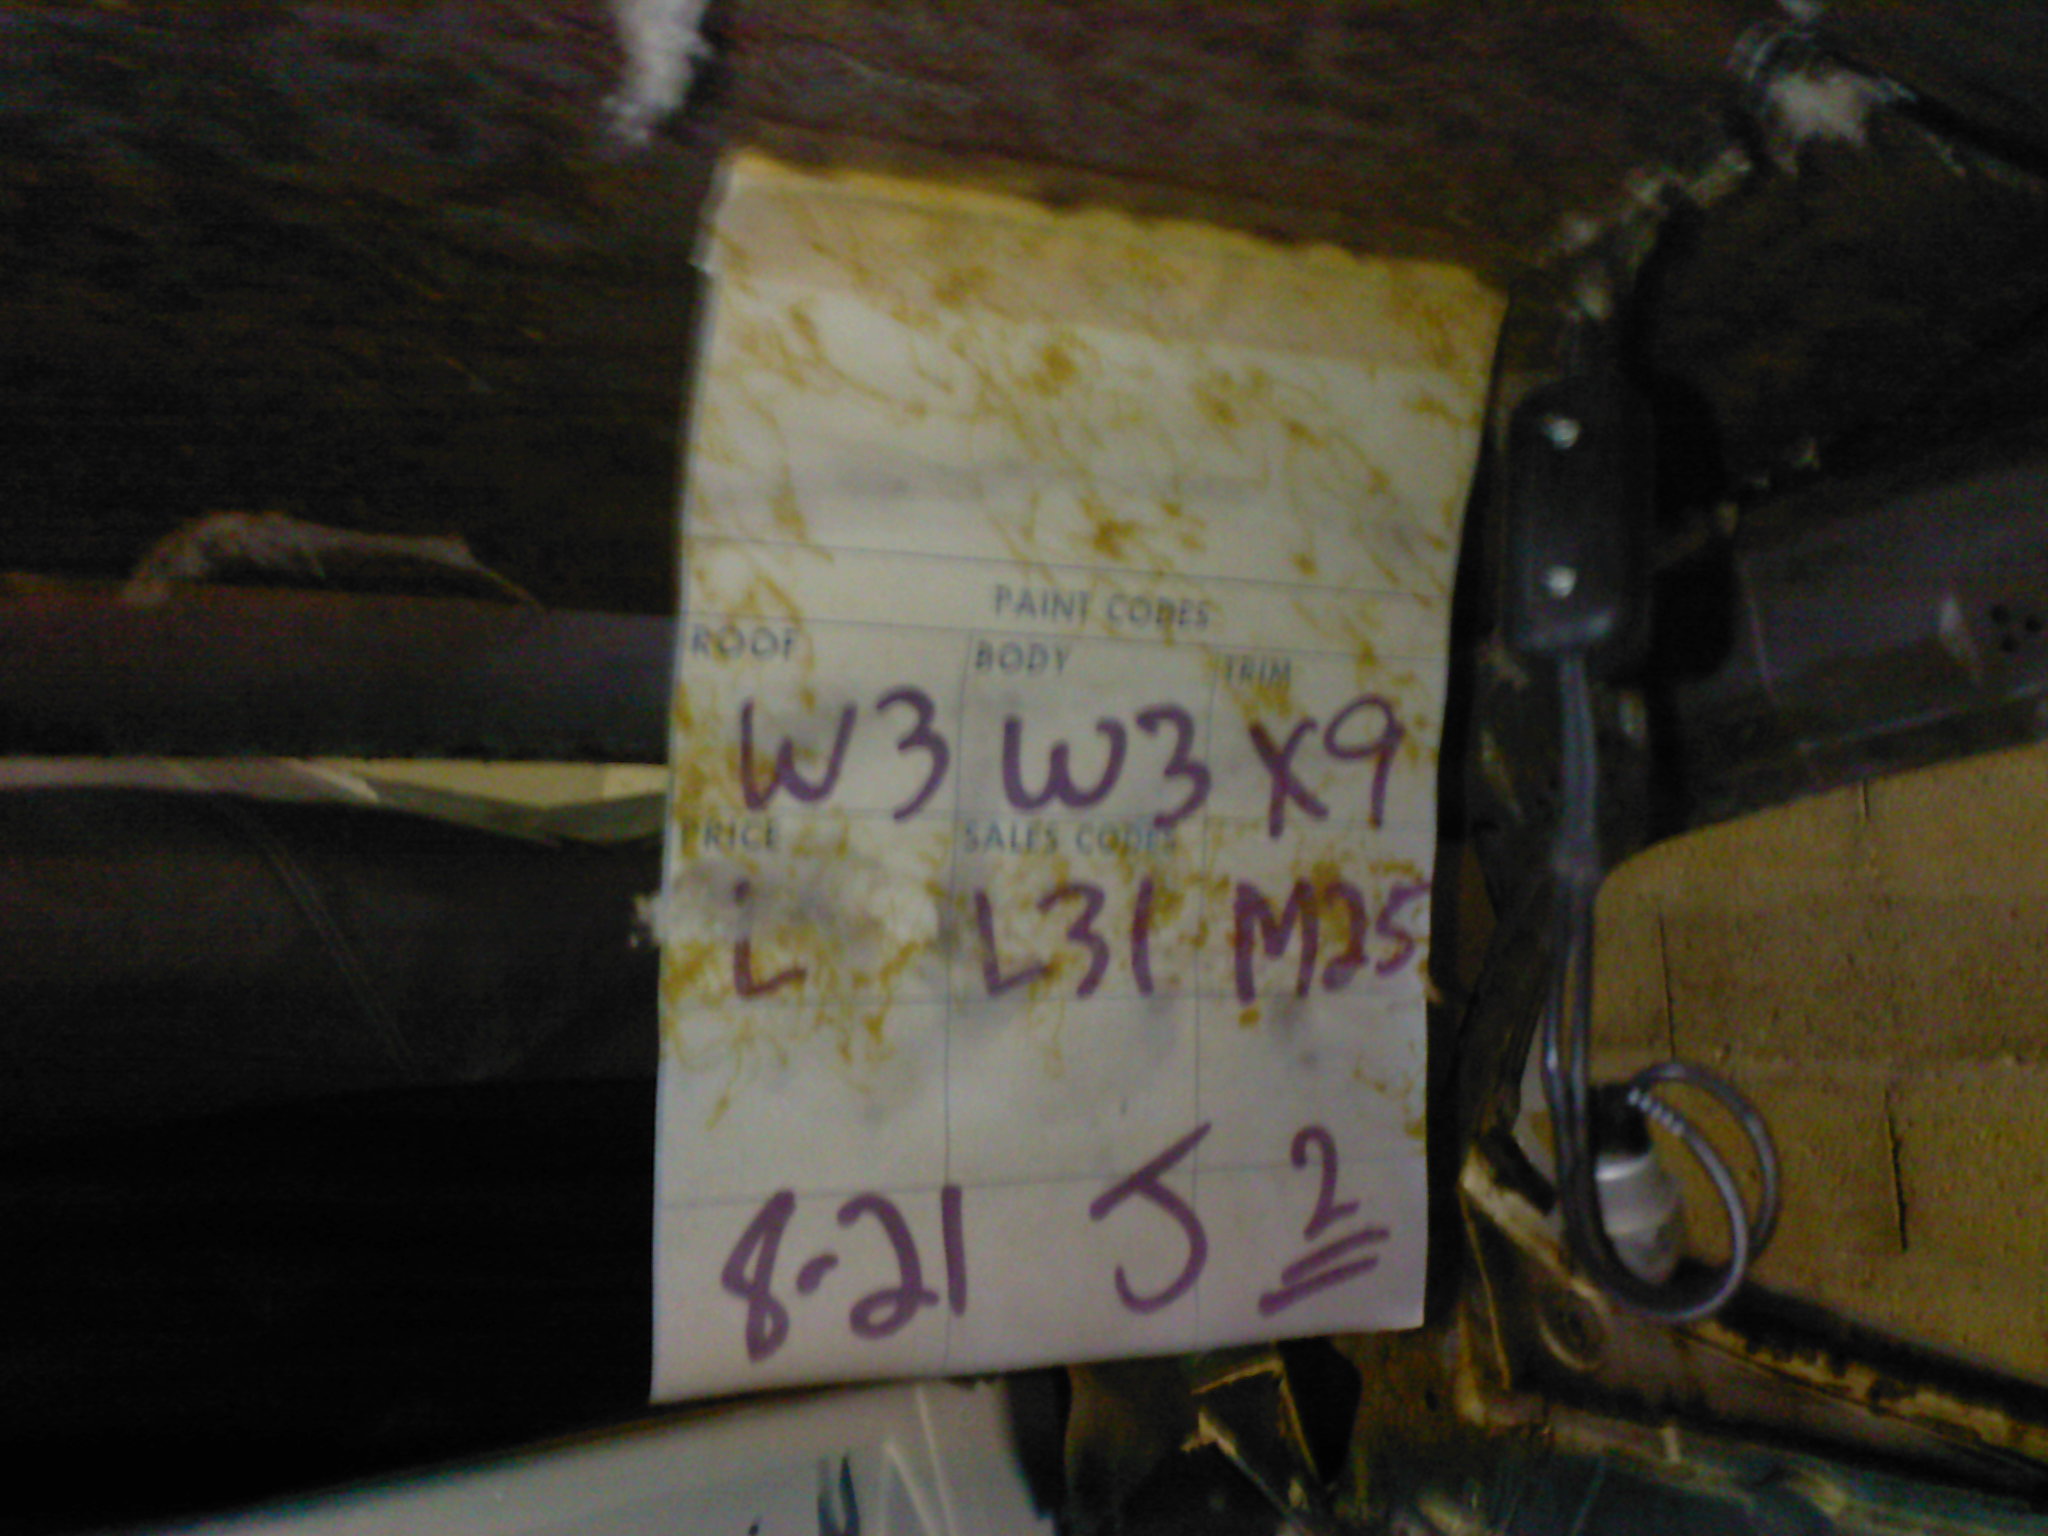 PAINT CODES
ROOF BODY TRIM
W3 W3 X9
PRICE SALES CODES
L L31 M25
8-21 J 2